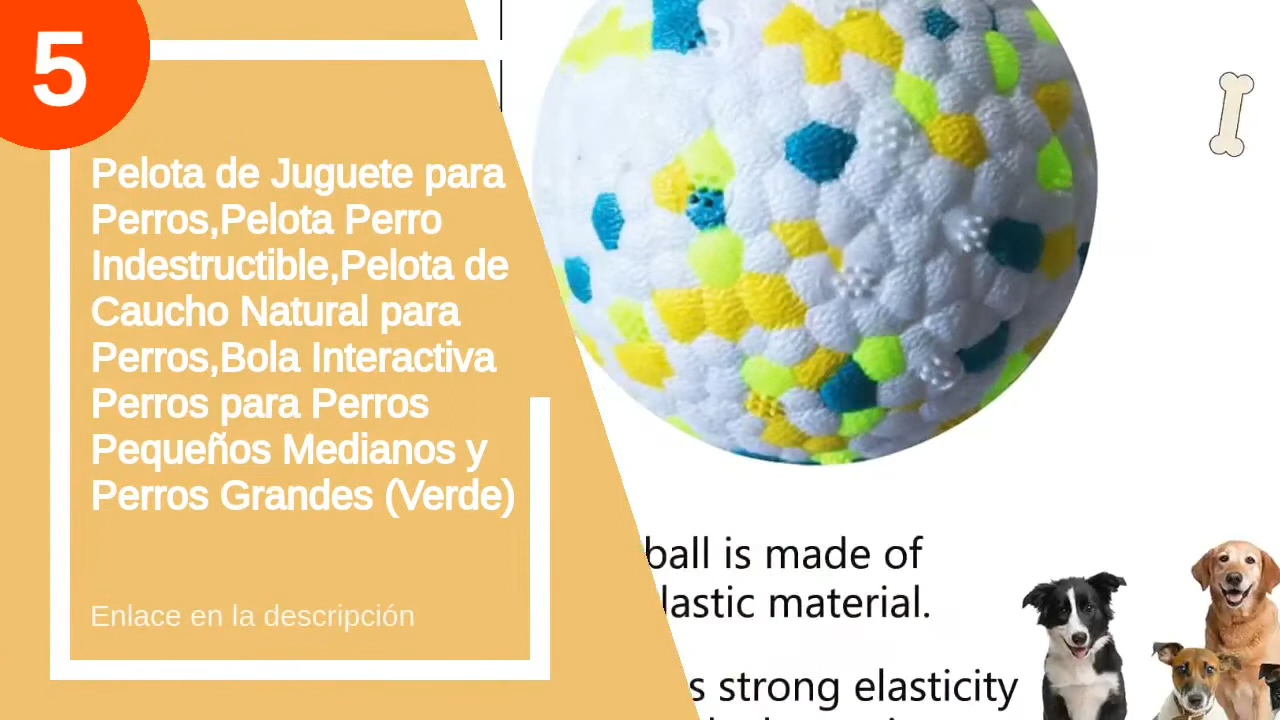 5
Pelota de Juguete para
Perros,Pelota Perro
Indestructible,Pelota de
Caucho Natural para
Perros,Bola Interactiva
Perros para Perros
Pequeños Medianos y
Perros Grandes (Verde)
Enlace en la descripción
ball is made of
lastic material.
s strong elasticity